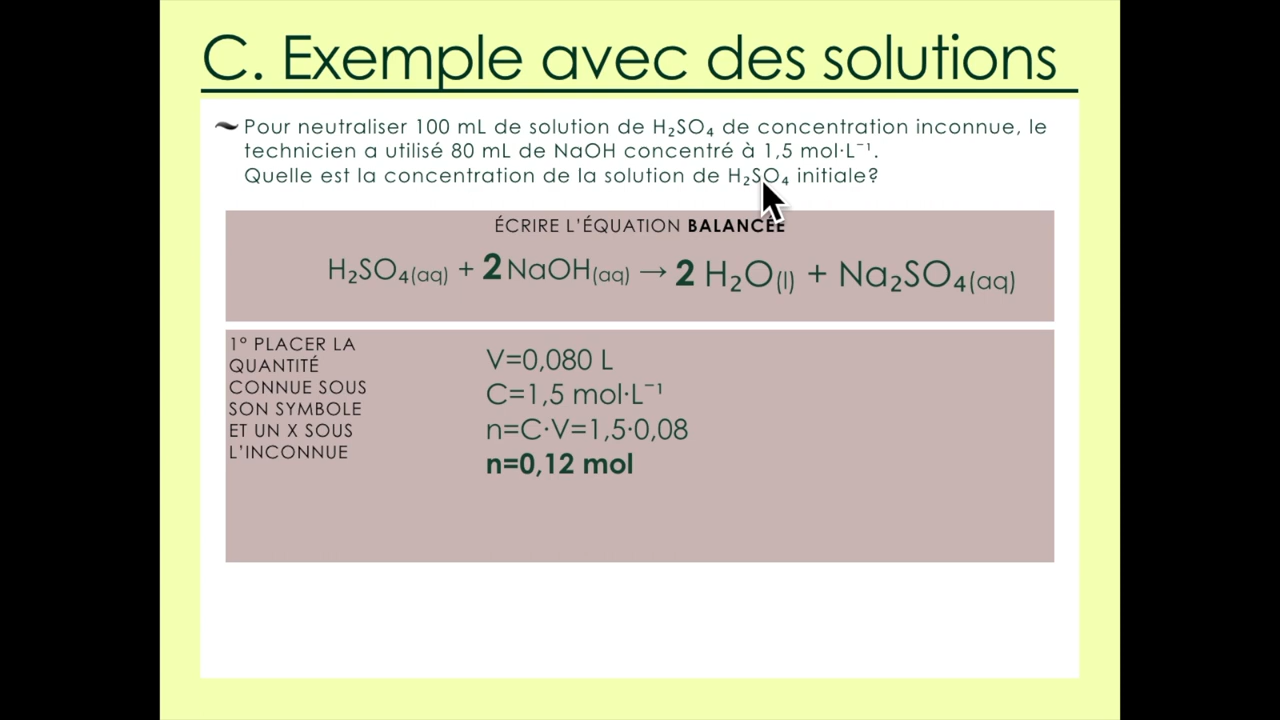 C. Exemple avec des solutions
Pour neutraliser 100 mL de solution de H₂SO₄ de concentration inconnue, le
technicien a utilisé 80 mL de NaOH concentré à 1,5 mol·L⁻¹.
Quelle est la concentration de la solution de H₂SO₄ initiale?
ÉCRIRE L'ÉQUATION BALANCÉE
H₂SO₄(aq) + 2 NaOH(aq) → 2 H₂O(l) + Na₂SO₄(aq)
1° PLACER LA
QUANTITÉ
CONNUE SOUS
SON SYMBOLE
ET UN X SOUS
L'INCONNUE
V=0,080 L
C=1,5 mol·L⁻¹
n=C·V=1,5·0,08
n=0,12 mol